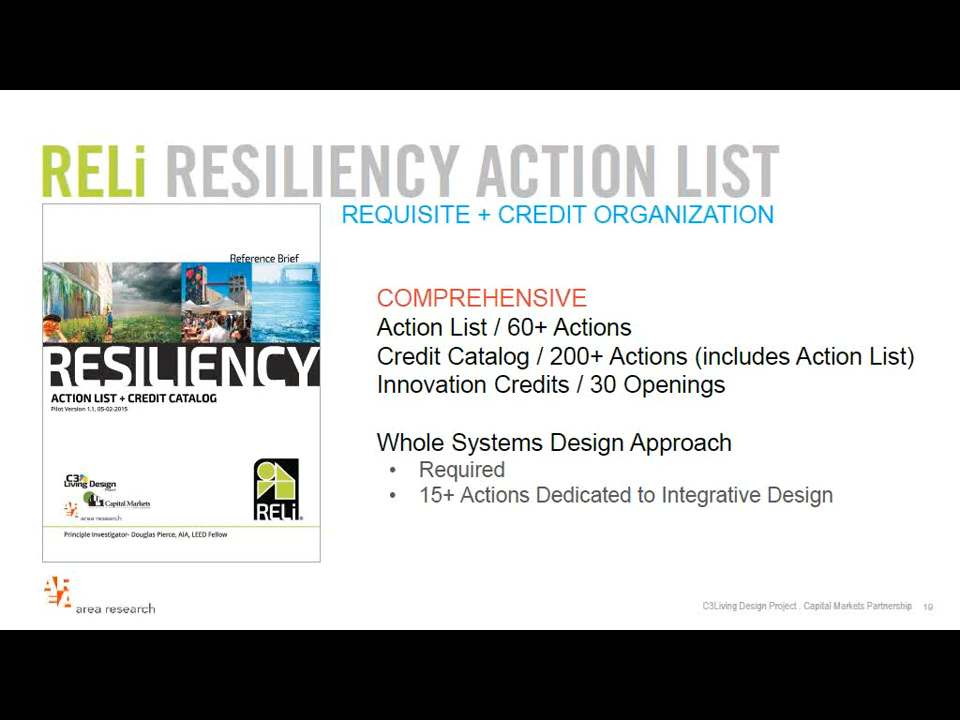 RELi RESILIENCY ACTION LIST
REQUISITE + CREDIT ORGANIZATION
Reference Brief
RESILIENCY
ACTION LIST + CREDIT CATALOG
Pilot Version 1.1, 05-02-2015
C3
Living Design
Project
Capital Markets
area research
RELi®
Principle Investigator- Douglas Pierce, AIA, LEED Fellow
COMPREHENSIVE
Action List / 60+ Actions
Credit Catalog / 200+ Actions (includes Action List)
Innovation Credits / 30 Openings
Whole Systems Design Approach
• Required
• 15+ Actions Dedicated to Integrative Design
AREA
area research
C3Living Design Project . Capital Markets Partnership 19